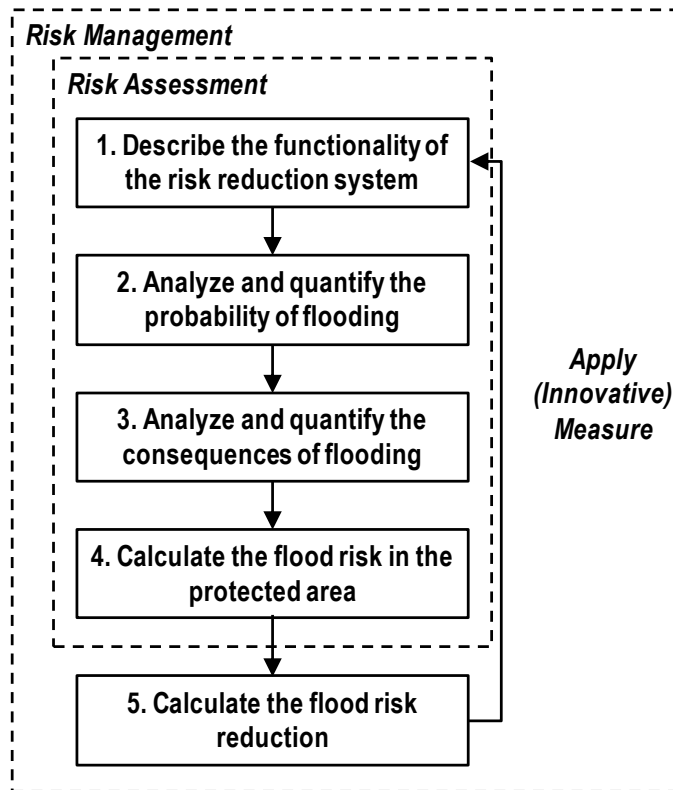 Risk Management
Risk Assessment
1. Describe the functionality of
the risk reduction system
2. Analyze and quantify the
probability of flooding
3. Analyze and quantify the
consequences of flooding
4. Calculate the flood risk in the
protected area
5. Calculate the flood risk
reduction
Apply
(Innovative)
Measure